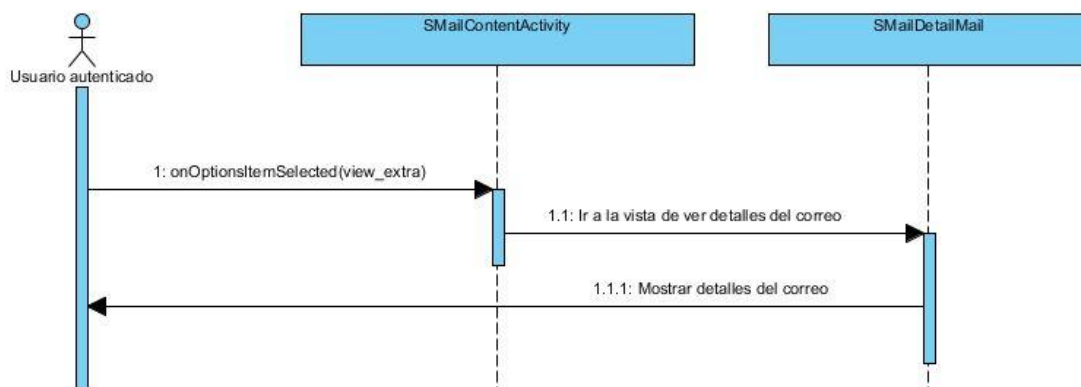 SMailContentActivity
SMailDetailMail
Usuario autenticado
1: onOptionsItemSelected(view_extra)
1.1: Ir a la vista de ver detalles del correo
1.1.1: Mostrar detalles del correo